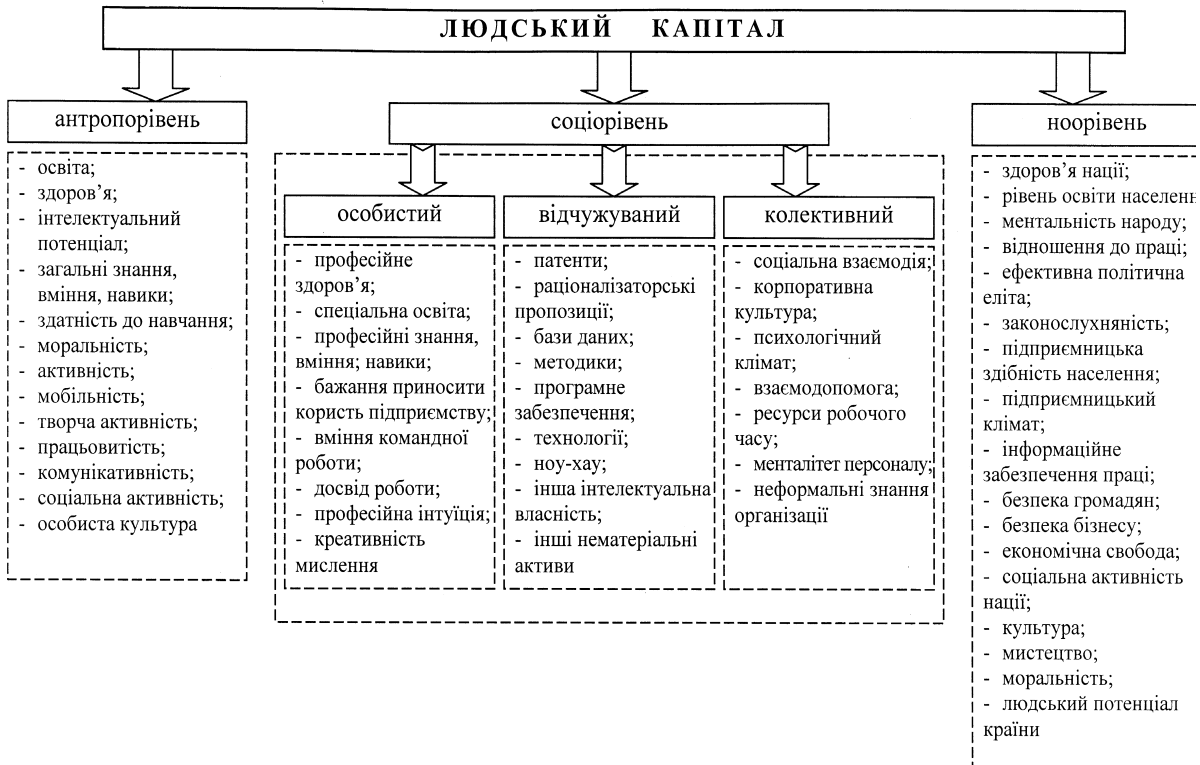 ЛЮДСЬКИЙ КАПІТАЛ
антропорівень
- освіта;
- здоров’я;
- інтелектуальний
потенціал;
- загальні знання,
вміння, навики;
- здатність до навчання;
- моральність;
- активність;
- мобільність;
- творча активність;
- працьовитість;
- комунікативність;
- соціальна активність;
- особиста культура
соціорівень
особистий
- професійне
здоров’я;
- спеціальна освіта;
- професійні знання,
вміння; навики;
- бажання приносити
користь підприємству;
- вміння командної
роботи;
- досвід роботи;
- професійна інтуїція;
- креативність
мислення
відчужуваний
- патенти;
- раціоналізаторські
пропозиції;
- бази даних;
- методики;
- програмне
забезпечення;
- технології;
- ноу-хау;
- інша інтелектуальна
власність;
- інші нематеріальні
активи
колективний
- соціальна взаємодія;
- корпоративна
культура;
- психологічний
клімат;
- взаємодопомога;
- ресурси робочого
часу;
- менталітет персоналу;
- неформальні знання
організації
ноорівень
- здоров’я нації;
- рівень освіти населенн
- ментальність народу;
- відношення до праці;
- ефективна політична
еліта;
- законослухняність;
- підприємницька
здібність населення;
- підприємницький
клімат;
- інформаційне
забезпечення праці;
- безпека громадян;
- безпека бізнесу;
- економічна свобода;
- соціальна активність
нації;
- культура;
- мистецтво;
- моральність;
- людський потенціал
країни